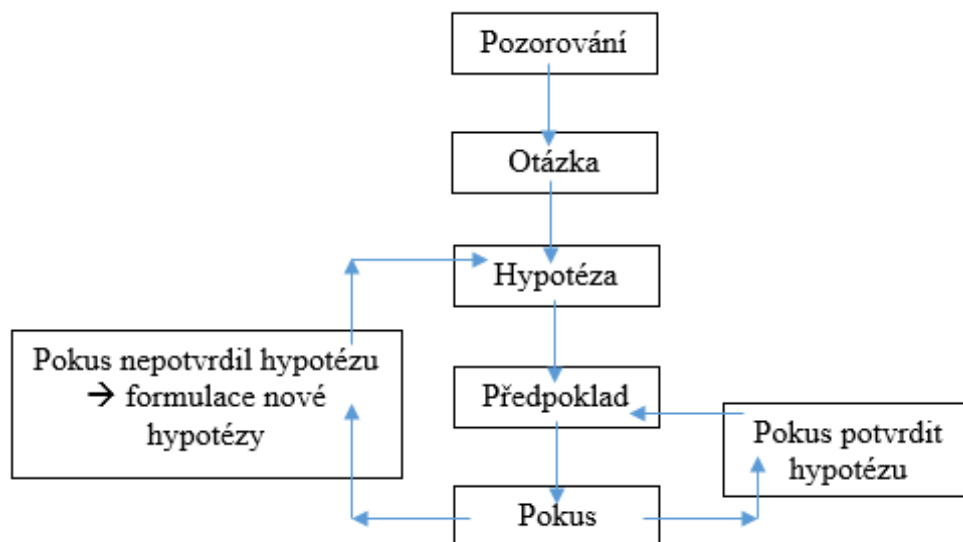 Pozorování
Otázka
Hypotéza
Pokus nepotvrdil hypotézu
→ formulace nové
hypotézy
Předpoklad
Pokus potvrdit
hypotézu
Pokus